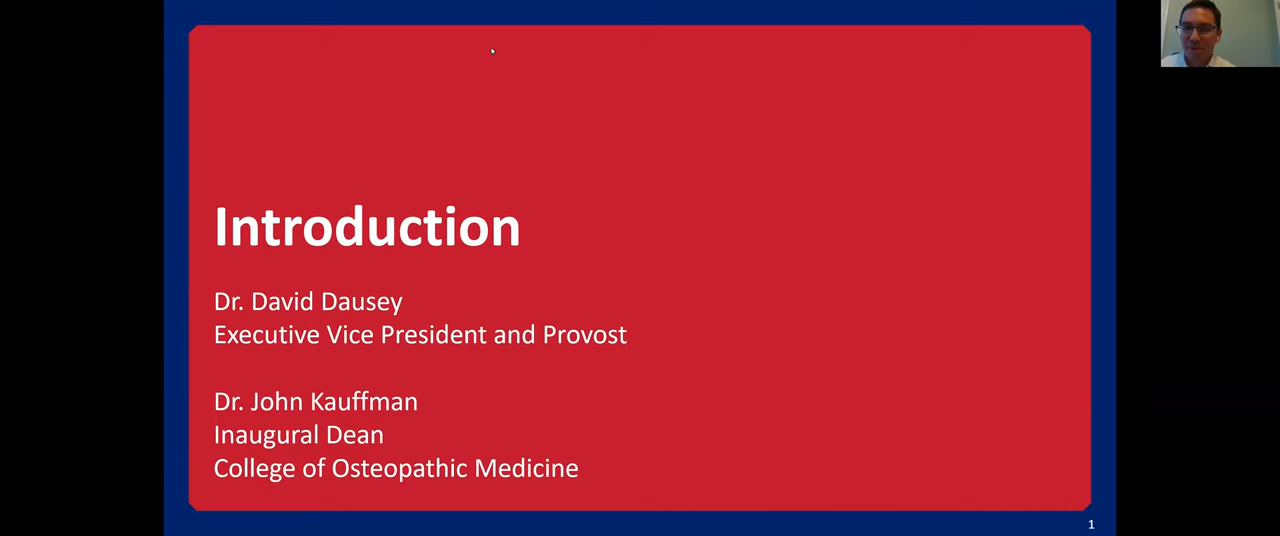 Introduction
Dr. David Dausey
Executive Vice President and Provost
Dr. John Kauffman
Inaugural Dean
College of Osteopathic Medicine
1